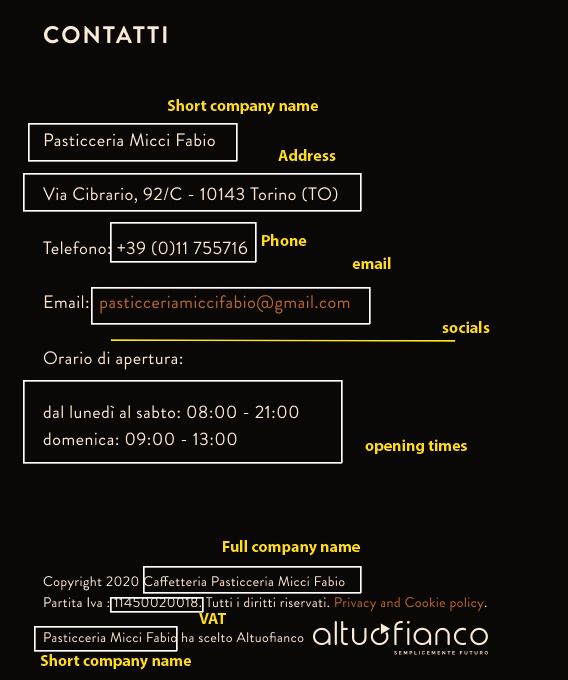 CONTATTI
Short company name
Pasticceria Micci Fabio
Address
Via Cibrario, 92/C - 10143 Torino (TO)
Telefono: +39 (0)11 755716 Phone
email
Email: pasticceriamiccifabio@gmail.com
socials
Orario di apertura:
dal lunedì al sabto: 08:00 - 21:00
domenica: 09:00 - 13:00
opening times
Full company name
Copyright 2020 Caffetteria Pasticceria Micci Fabio
Partita Iva : 11450020018. Tutti i diritti riservati. Privacy and Cookie policy.
VAT
Pasticceria Micci Fabio ha scelto Altuofianco altuofianco
SEMPLICEMENTE FUTURO
Short company name